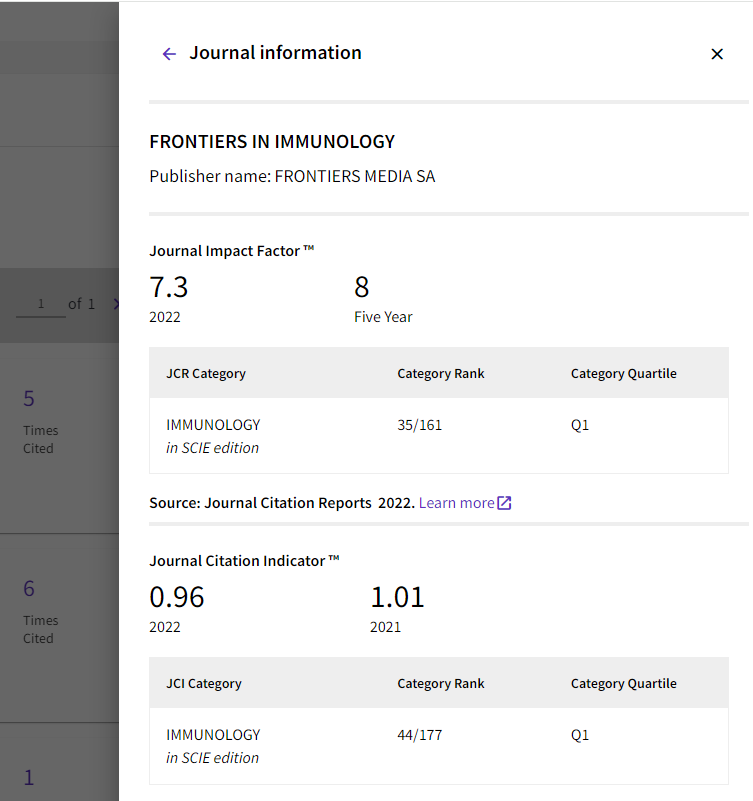 Journal information
FRONTIERS IN IMMUNOLOGY
Publisher name: FRONTIERS MEDIA SA
Journal Impact Factor ™
7.3 8
2022 Five Year
JCR Category Category Rank Category Quartile
IMMUNOLOGY 35/161 Q1
in SCIE edition
Source: Journal Citation Reports 2022. Learn more
Journal Citation Indicator ™
0.96 1.01
2022 2021
JCI Category Category Rank Category Quartile
IMMUNOLOGY 44/177 Q1
in SCIE edition
1 of 1
5
Times
Cited
6
Times
Cited
1